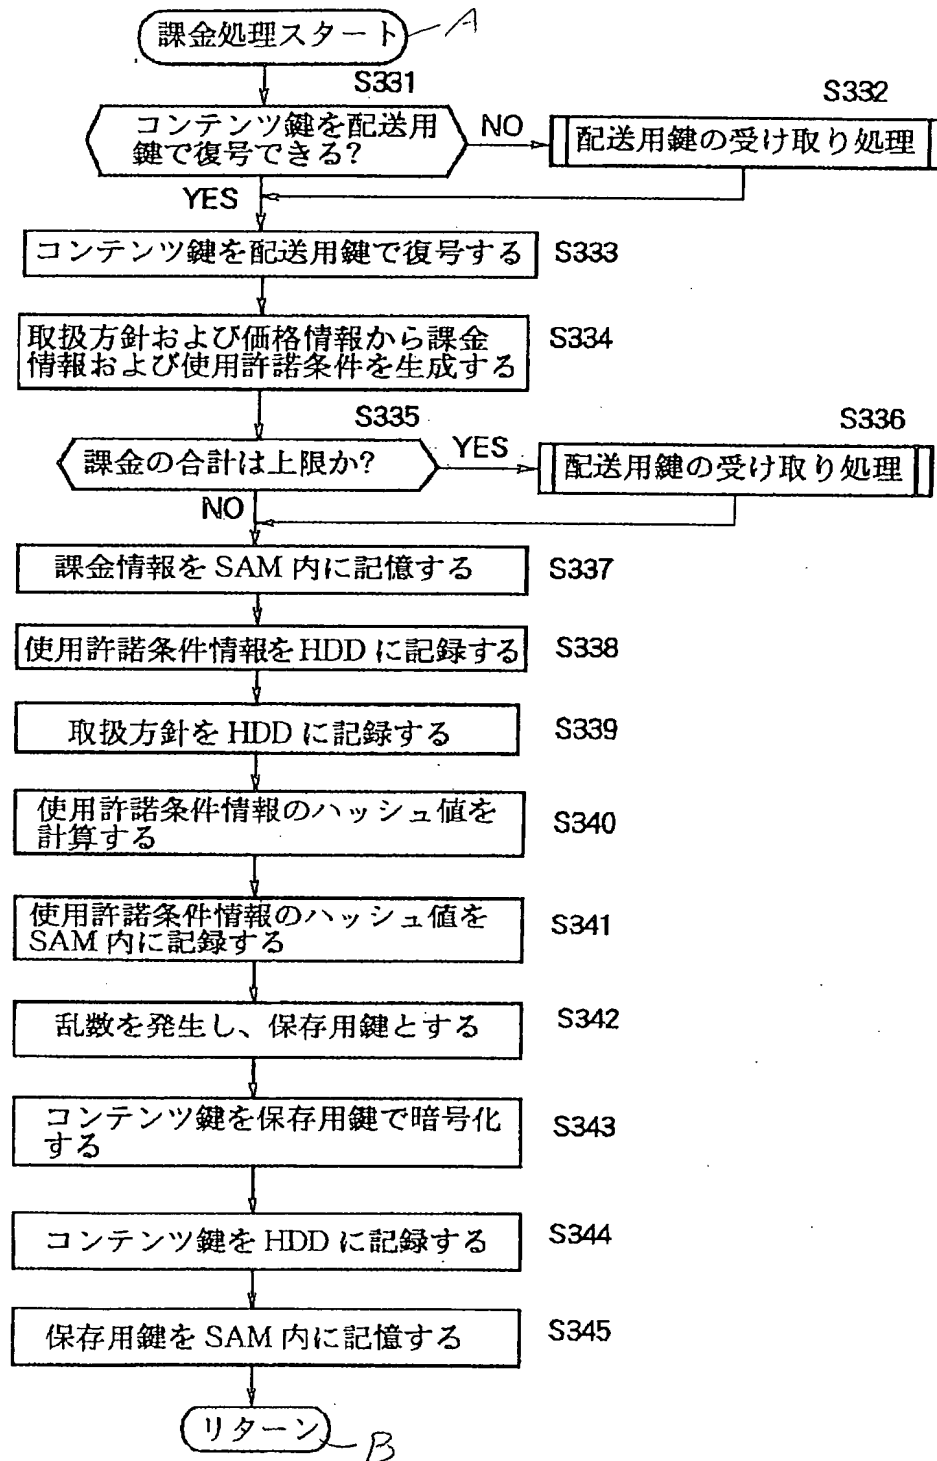 課金処理スタート
A
S331
コンテンツ鍵を配送用
鍵で復号できる?
NO
S332
配送用鍵の受け取り処理
YES
コンテンツ鍵を配送用鍵で復号する
S333
取扱方針および価格情報から課金
情報および使用許諾条件を生成する
S334
S335
課金の合計は上限か?
YES
S336
配送用鍵の受け取り処理
NO
課金情報を SAM 内に記憶する
S337
使用許諾条件情報を HDD に記録する
S338
取扱方針を HDD に記録する
S339
使用許諾条件情報のハッシュ値を
計算する
S340
使用許諾条件情報のハッシュ値を
SAM 内に記録する
S341
乱数を発生し、保存用鍵とする
S342
コンテンツ鍵を保存用鍵で暗号化
する
S343
コンテンツ鍵を HDD に記録する
S344
保存用鍵を SAM 内に記憶する
S345
リターン
B